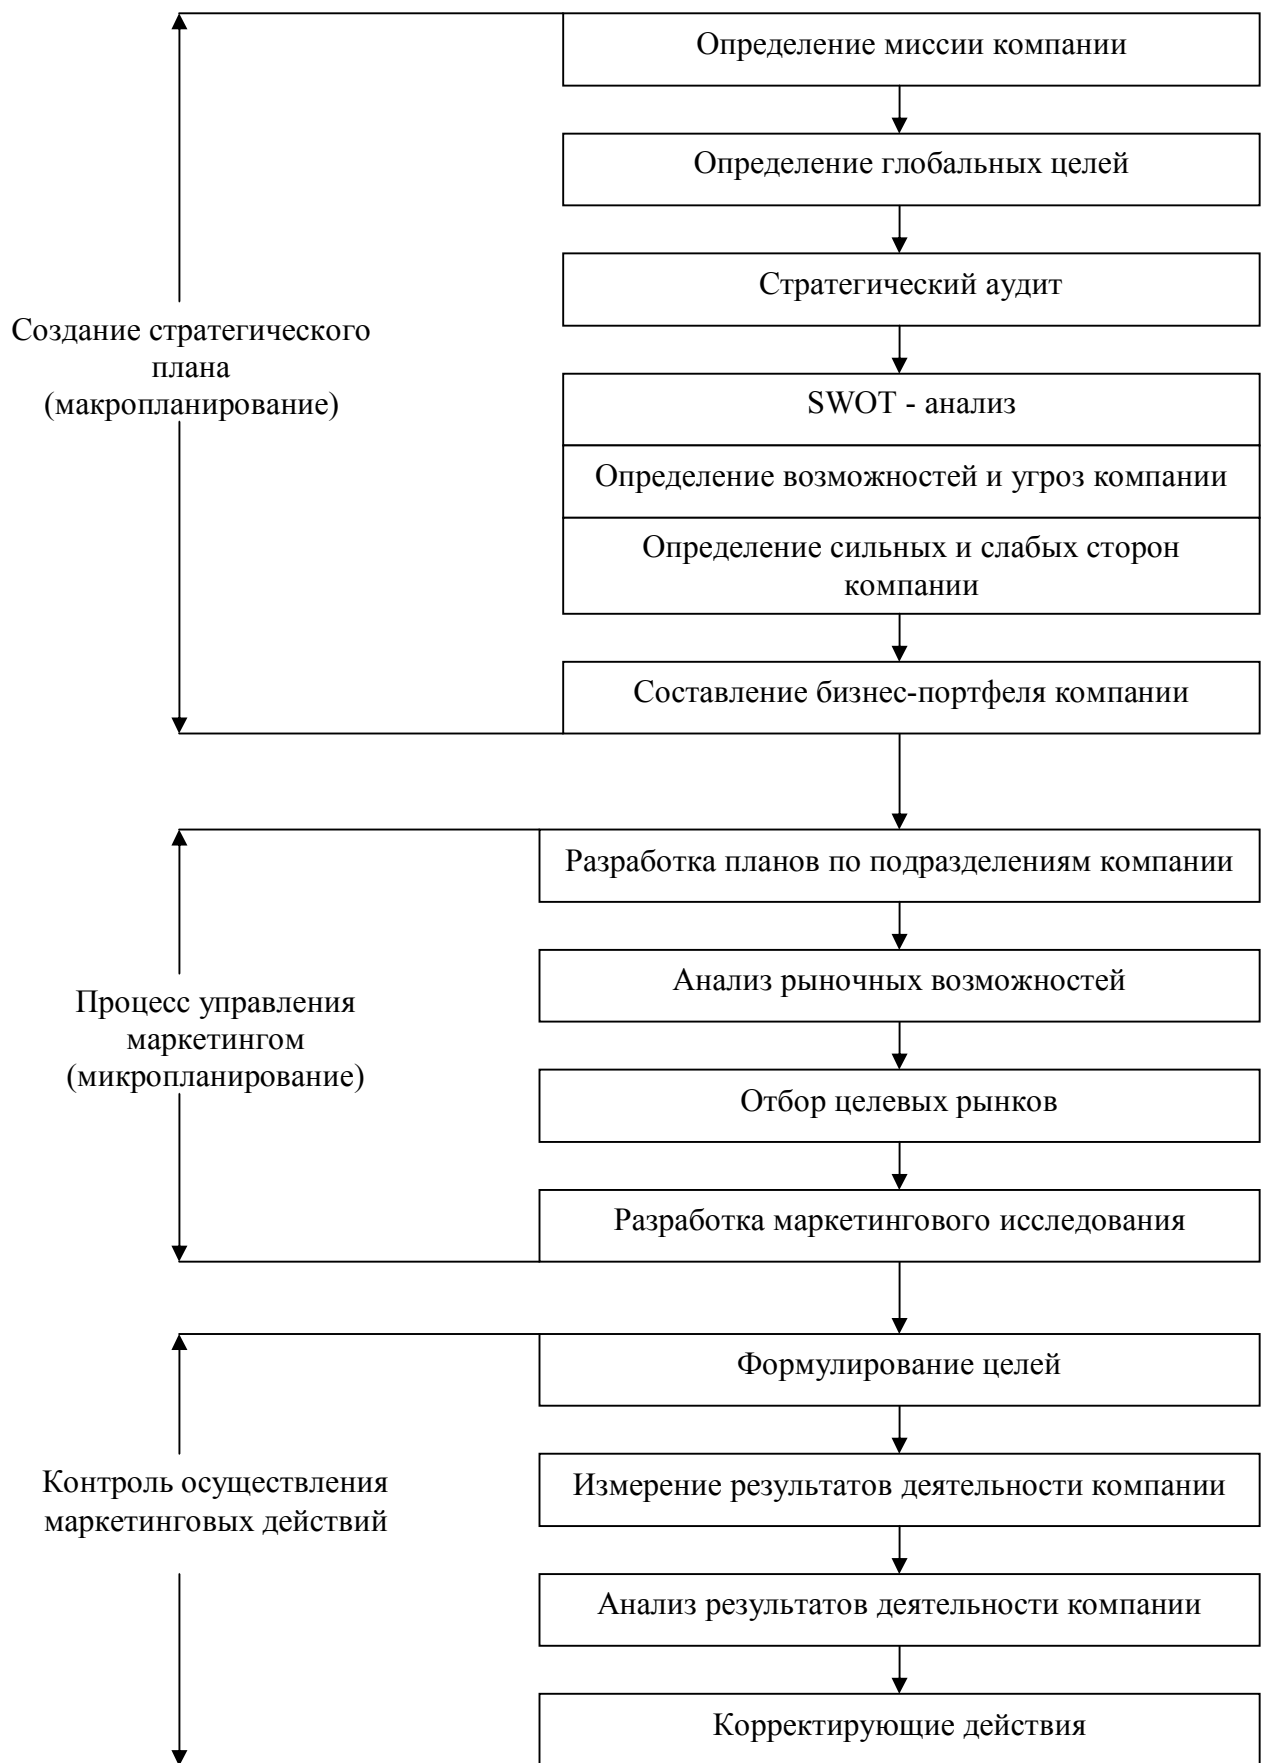 Определение миссии компании
Определение глобальных целей
Стратегический аудит
Создание стратегического
плана
(макропланирование)
SWOT - анализ
Определение возможностей и угроз компании
Определение сильных и слабых сторон
компании
Составление бизнес-портфеля компании
Разработка планов по подразделениям компании
Анализ рыночных возможностей
Процесс управления
маркетингом
(микропланирование)
Отбор целевых рынков
Разработка маркетингового исследования
Формулирование целей
Контроль осуществления
маркетинговых действий
Измерение результатов деятельности компании
Анализ результатов деятельности компании
Корректирующие действия